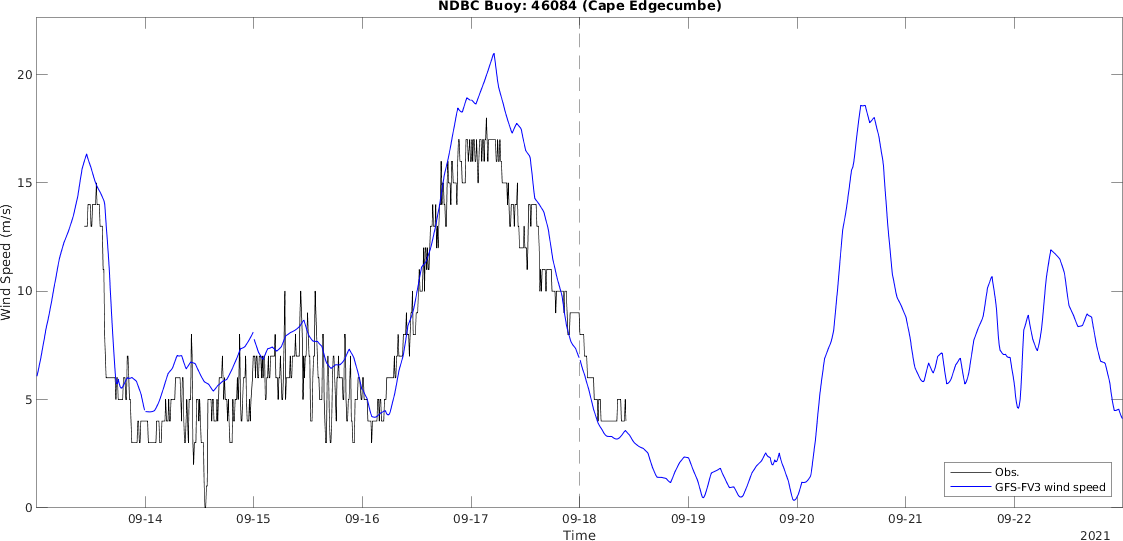 NDBC Buoy: 46084 (Cape Edgecumbe)
20
15
10
5
0
Wind Speed (m/s)
09-14 09-15 09-16 09-17 09-18 09-19 09-20 09-21 09-22
Time
2021
Obs.
GFS-FV3 wind speed